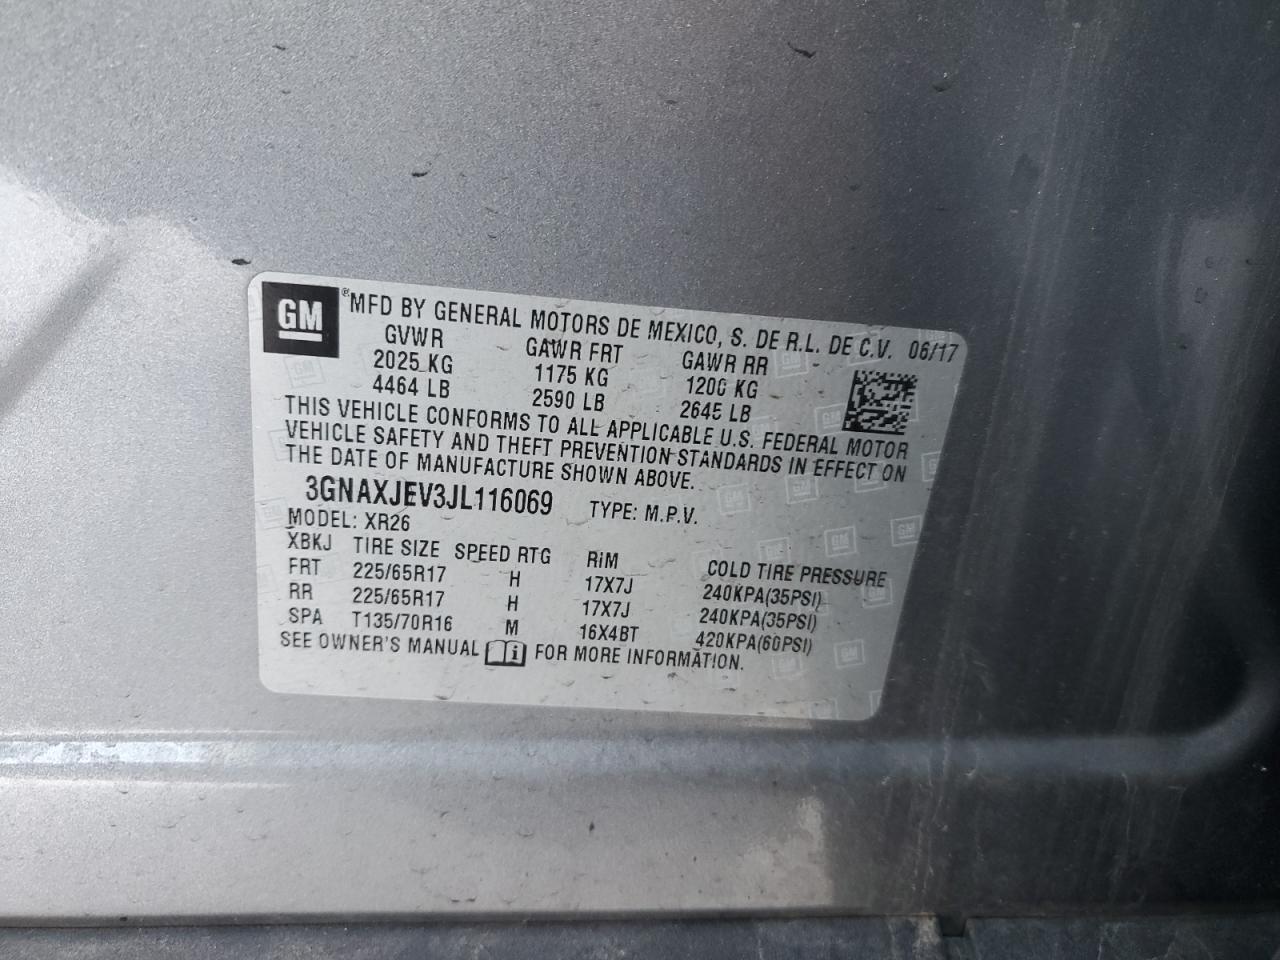 GM ® MFD BY GENERAL MOTORS DE MEXICO, S. DE R.L. DE C.V. 06/17
GVWR GAWR FRT GAWR RR
2025 KG 1175 KG 1200 KG
4464 LB 2590 LB 2645 LB
THIS VEHICLE CONFORMS TO ALL APPLICABLE U.S. FEDERAL MOTOR
VEHICLE SAFETY AND THEFT PREVENTION STANDARDS IN EFFECT ON
THE DATE OF MANUFACTURE SHOWN ABOVE.
3GNAXJEV3JL116069 TYPE: M.P.V.
MODEL: XR26
XBKJ TIRE SIZE SPEED RTG RIM COLD TIRE PRESSURE
FRT 225/65R17 H 17X7J 240KPA(35PSI)
RR 225/65R17 H 17X7J 240KPA(35PSI)
SPA T135/70R16 M 16X4BT 420KPA(60PSI)
SEE OWNER'S MANUAL i FOR MORE INFORMATION.